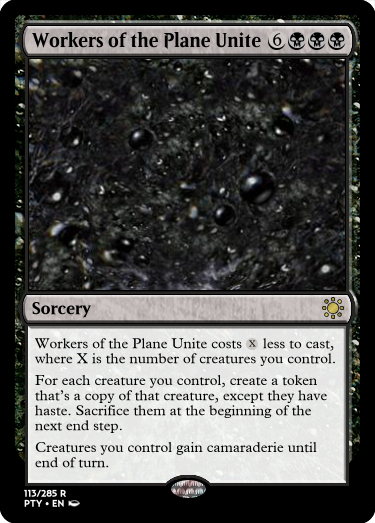 Workers of the Plane Unite 6
Sorcery
Workers of the Plane Unite costs X less to cast,
where X is the number of creatures you control.
For each creature you control, create a token
that's a copy of that creature, except they have
haste. Sacrifice them at the beginning of the
next end step.
Creatures you control gain camaraderie until
end of turn.
113/285 R
PTY • EN